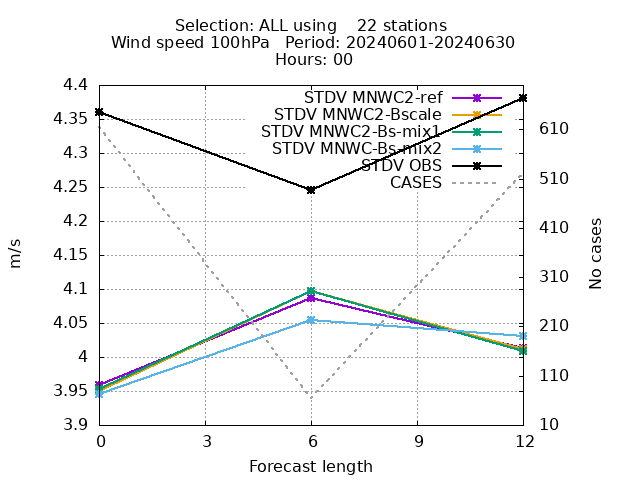 Selection: ALL using    22 stations
Wind speed 100hPa   Period: 20240601-20240630
Hours: 00
STDV MNWC2-ref
STDV MNWC2-Bscale
STDV MNWC2-Bs-mix1
STDV MNWC-Bs-mix2
STDV OBS
CASES
4.4
4.35
4.3
4.25
4.2
4.15
4.1
4.05
4
3.95
3.9
m/s
610
510
410
310
210
110
10
No cases
0 3 6 9 12
Forecast length